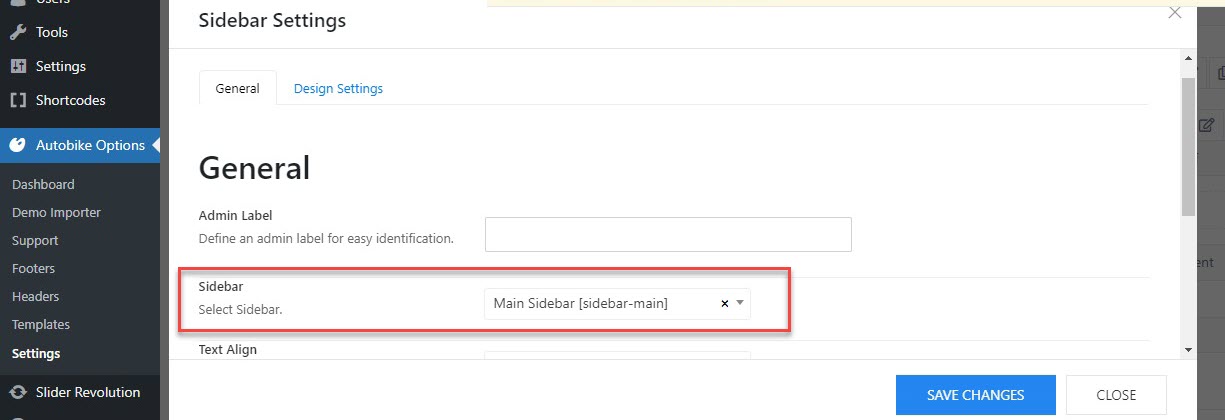 Users
Tools
Settings
Shortcodes
Autobike Options
Dashboard
Demo Importer
Support
Footers
Headers
Templates
Settings
Slider Revolution
Sidebar Settings
General
Design Settings
General
Admin Label
Define an admin label for easy identification.
Sidebar
Select Sidebar.
Main Sidebar [sidebar-main]
Text Align
SAVE CHANGES
CLOSE